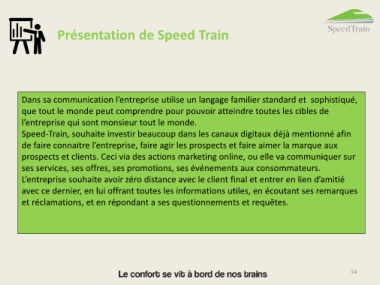 Présentation de Speed Train
SpeedTrain
Dans sa communication l'entreprise utilise un langage familier standard et sophistiqué,
que tout le monde peut comprendre pour pouvoir atteindre toutes les cibles de
l'entreprise qui sont monsieur tout le monde.
Speed-Train, souhaite investir beaucoup dans les canaux digitaux déjà mentionné afin
de faire connaitre l'entreprise, faire agir les prospects et faire aimer la marque aux
prospects et clients. Ceci via des actions marketing online, ou elle va communiquer sur
ses services, ses offres, ses promotions, ses événements aux consommateurs.
L'entreprise souhaite avoir zéro distance avec le client final et entrer en lien d'amitié
avec ce dernier, en lui offrant toutes les informations utiles, en écoutant ses remarques
et réclamations, et en répondant a ses questionnements et requêtes.
Le confort se vit à bord de nos trains
14